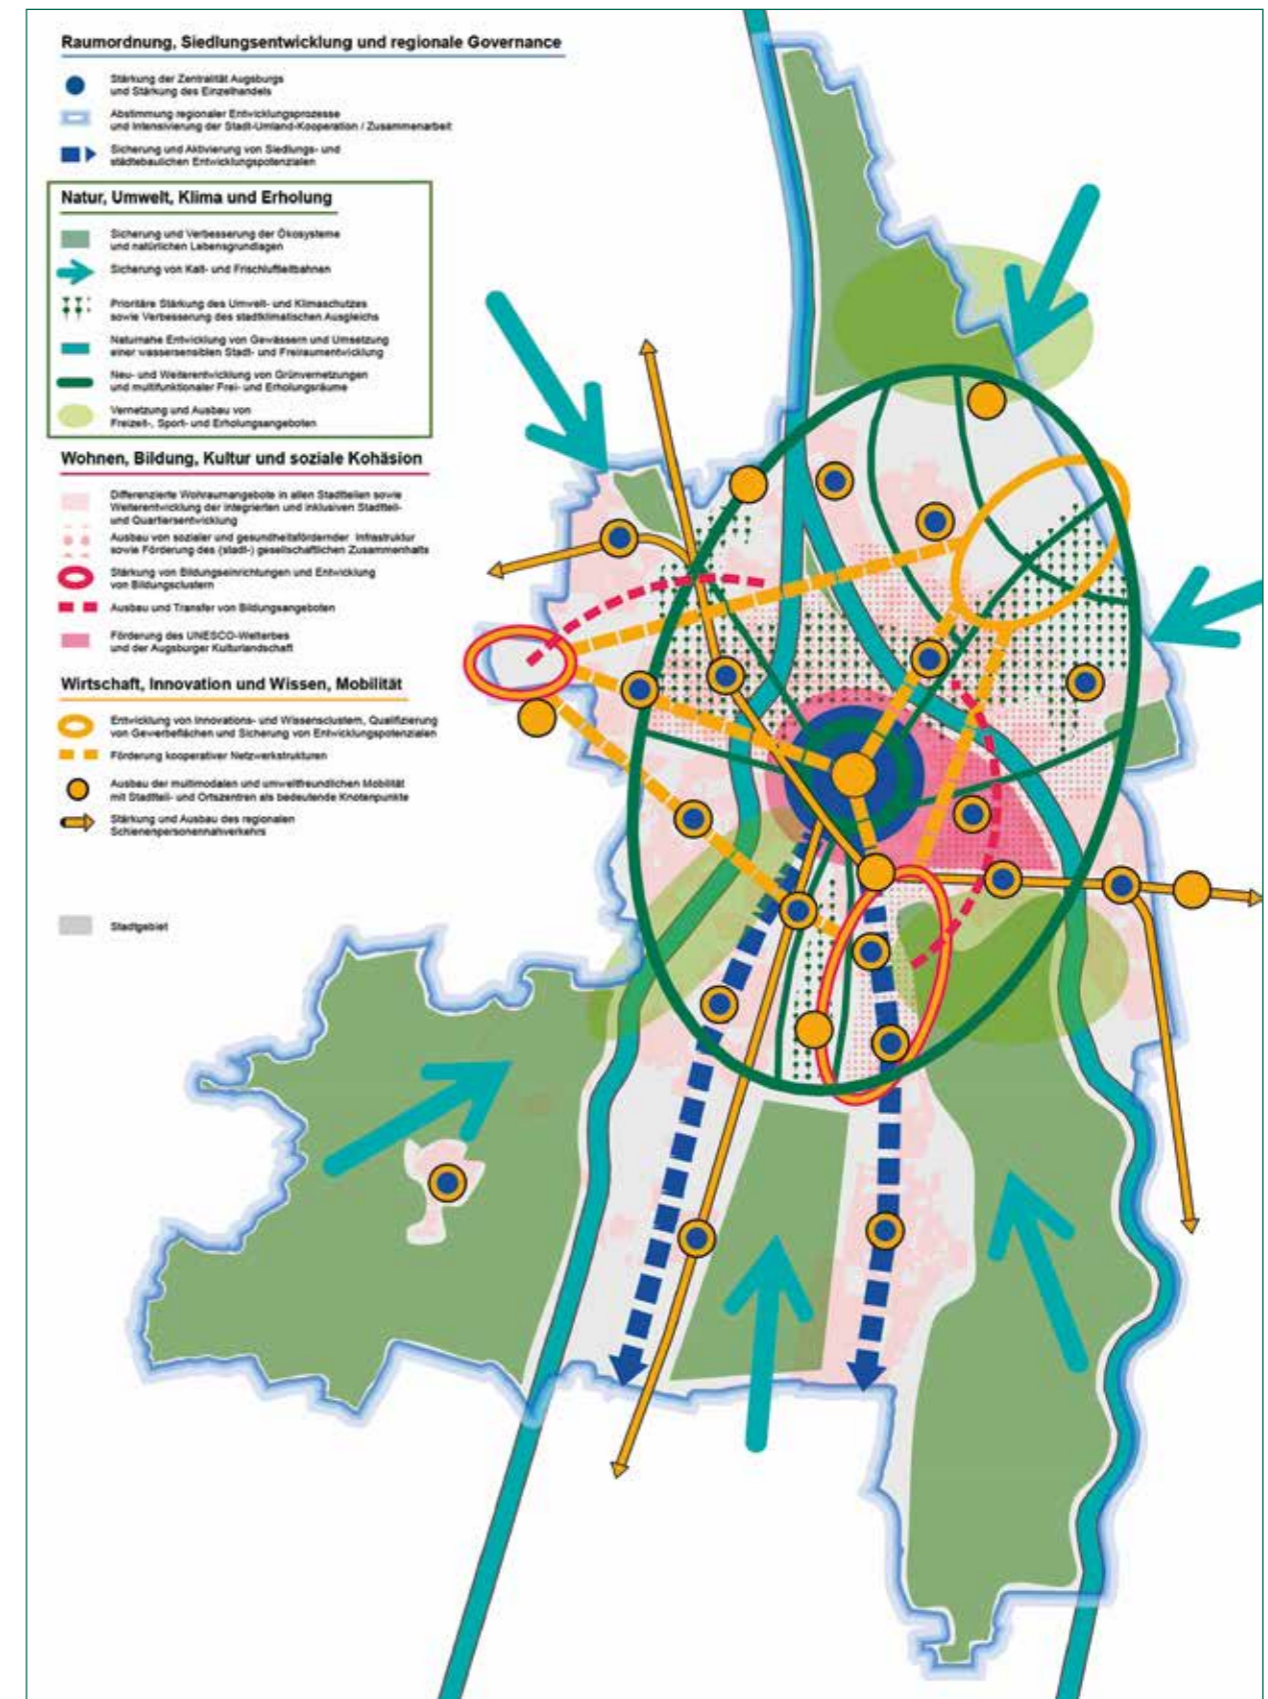 Raumordnung, Siedlungsentwicklung und regionale Governance
Stärkung der Zentralität Augsburgs
und Stärkung des Einzelhandels
Abstimmung regionaler Entwicklungsprozesse
und Intensivierung der Stadt-Umland-Kooperation / Zusammenarbeit
Sicherung und Aktivierung von Siedlungs- und
städtebaulichen Entwicklungspotenzialen
Natur, Umwelt, Klima und Erholung
Sicherung und Verbesserung der Ökosysteme
und natürlichen Lebensgrundlagen
Sicherung von Kalt- und Frischluftleitbahnen
Prioritäre Stärkung des Umwelt- und Klimaschutzes
sowie Verbesserung des stadtklimatischen Ausgleichs
Naturnahe Entwicklung von Gewässern und Umsetzung
einer wassersensiblen Stadt- und Freiraumentwicklung
Neu- und Weiterentwicklung von Grünvernetzungen
und multifunktionaler Frei- und Erholungsräume
Vernetzung und Ausbau von
Freizeit-, Sport- und Erholungsangeboten
Wohnen, Bildung, Kultur und soziale Kohäsion
Differenzierte Wohnraumangebote in allen Stadtteilen sowie
Weiterentwicklung der integrierten und inklusiven Stadtteil-
und Quartiersentwicklung
Ausbau von sozialer und gesundheitsfördernder Infrastruktur
sowie Förderung des (stadt-) gesellschaftlichen Zusammenhalts
Stärkung von Bildungseinrichtungen und Entwicklung
von Bildungsclustern
Ausbau und Transfer von Bildungsangeboten
Förderung des UNESCO-Welterbes
und der Augsburger Kulturlandschaft
Wirtschaft, Innovation und Wissen, Mobilität
Entwicklung von Innovations- und Wissensclustern, Qualifizierung
von Gewerbeflächen und Sicherung von Entwicklungspotenzialen
Förderung kooperativer Netzwerkstrukturen
Ausbau der multimodalen und umweltfreundlichen Mobilität
mit Stadtteil- und Ortszentren als bedeutende Knotenpunkte
Stärkung und Ausbau des regionalen
Schienenpersonennahverkehrs
Stadtgebiet